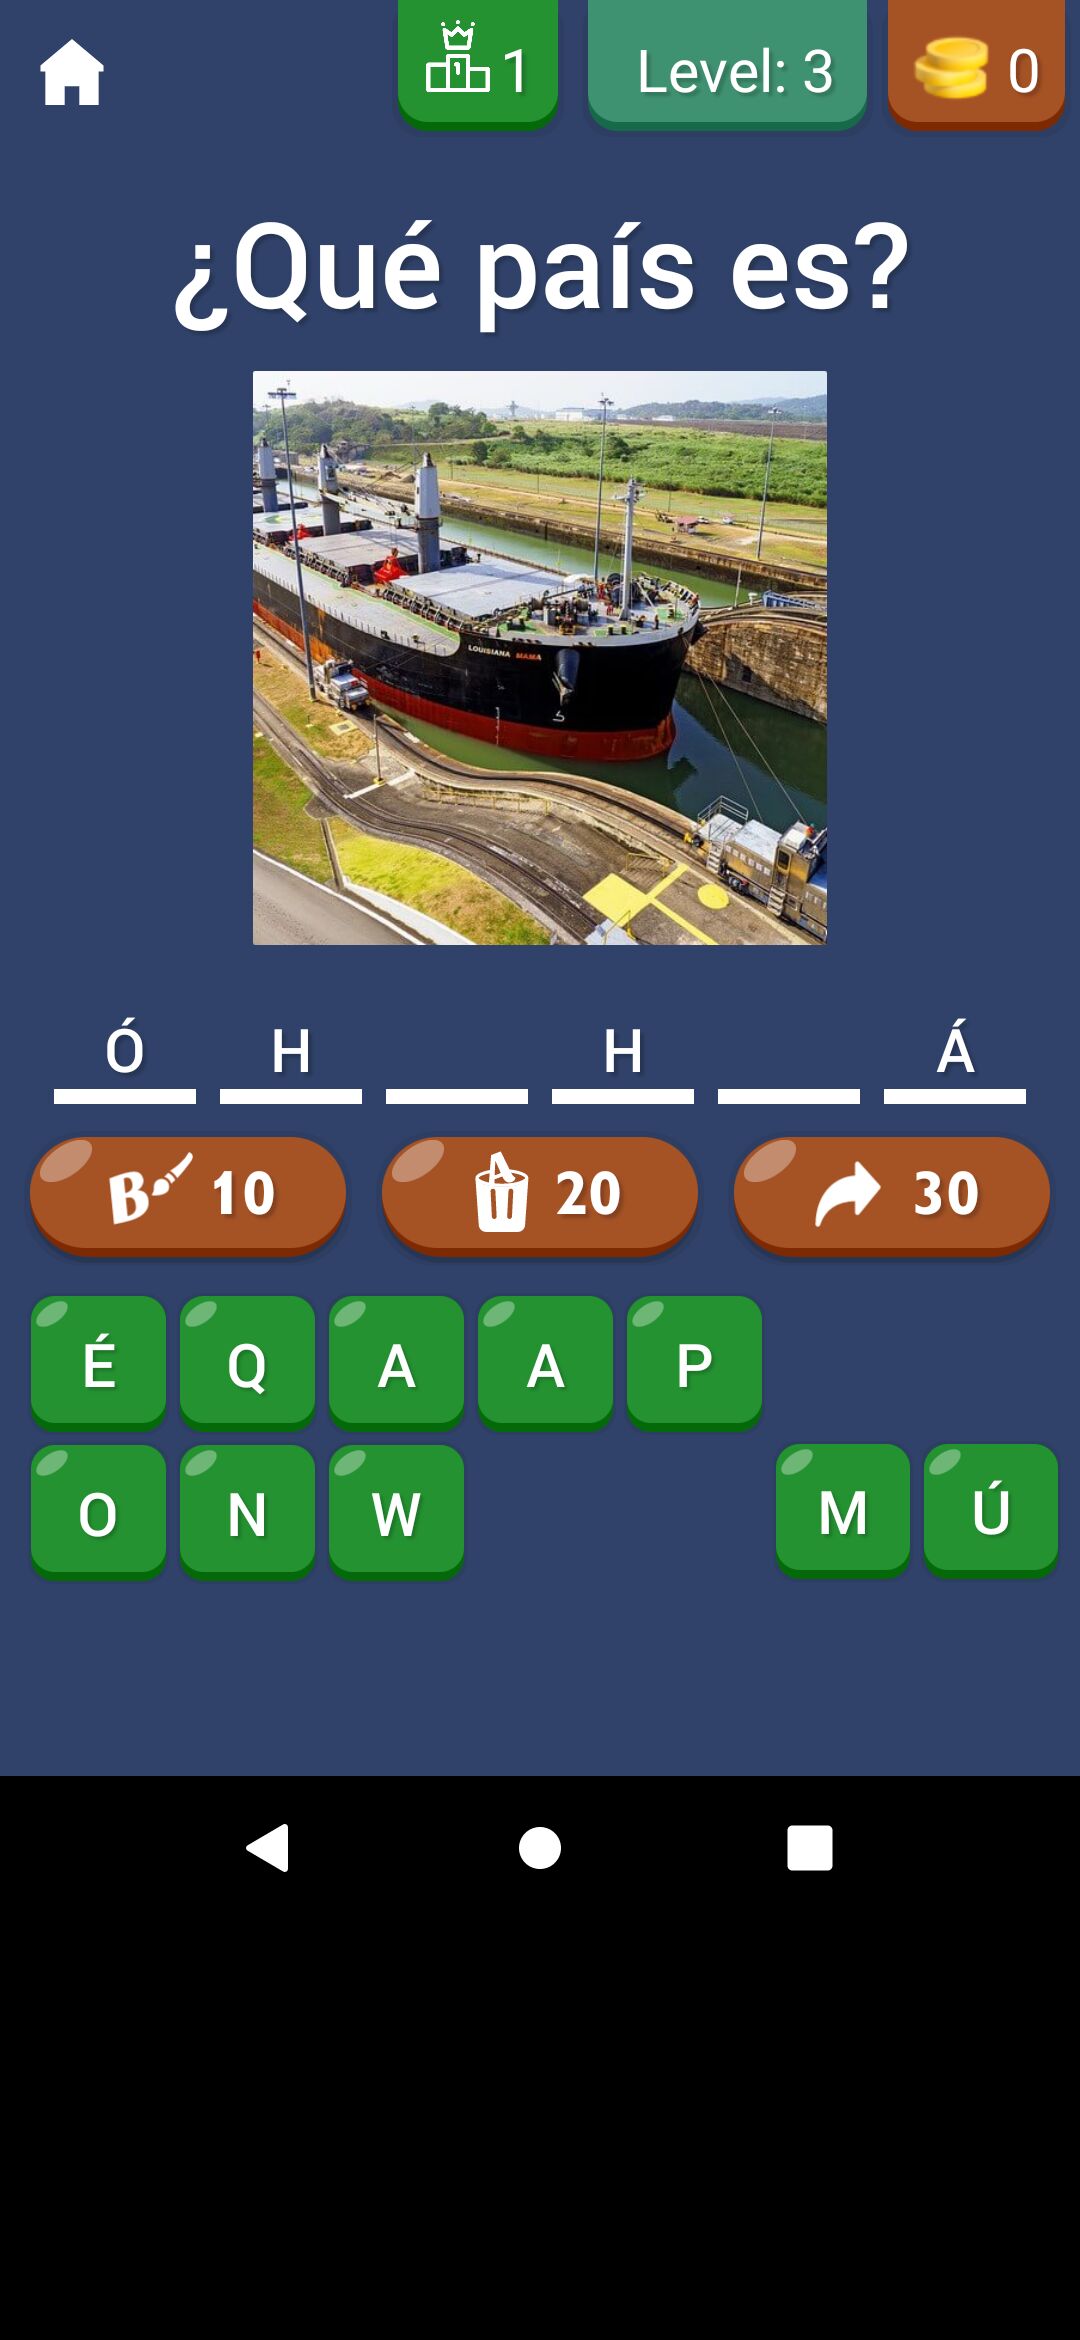 1 Level: 3 0
¿Qué país es?
LOUISIANA MAMA
Ó H H Á
B 10 20 30
É Q A A P
O N W M Ú